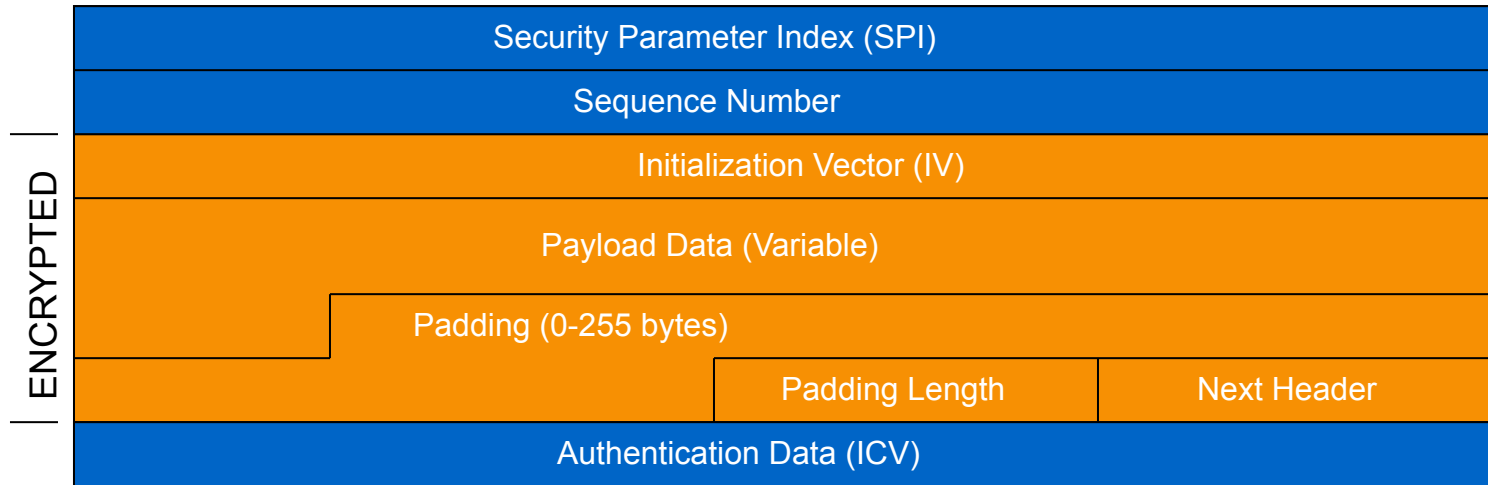 Security Parameter Index (SPI)
Sequence Number
ENCRYPTED
Initialization Vector (IV)
Payload Data (Variable)
Padding (0-255 bytes)
Padding Length
Next Header
Authentication Data (ICV)